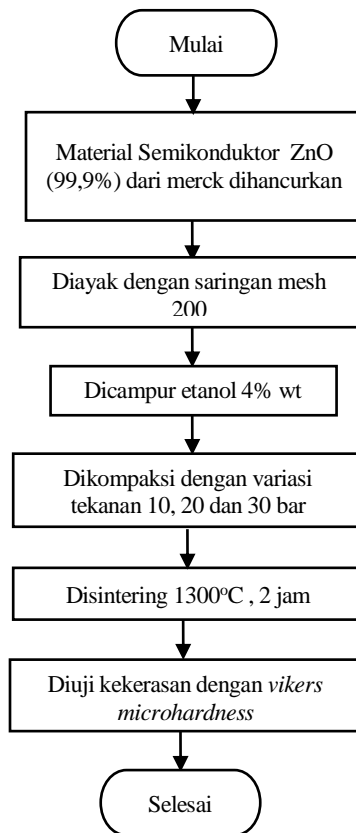 Mulai
Material Semikonduktor ZnO
(99,9%) dari merck dihancurkan
Diayak dengan saringan mesh
200
Dicampur etanol 4% wt
Dikompaksi dengan variasi
tekanan 10, 20 dan 30 bar
Disintering 1300°C , 2 jam
Diuji kekerasan dengan vikers
microhardness
Selesai